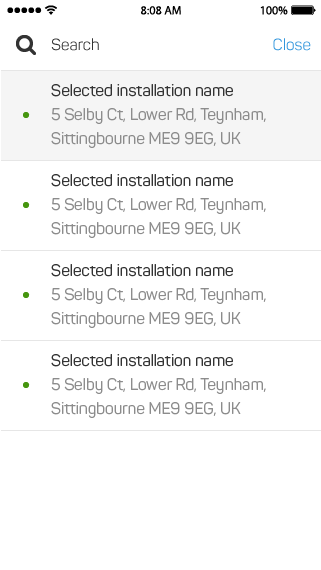 8:08 AM 100%
Search Close
Selected installation name
5 Selby Ct, Lower Rd, Teynham,
Sittingbourne ME9 9EG, UK
Selected installation name
5 Selby Ct, Lower Rd, Teynham,
Sittingbourne ME9 9EG, UK
Selected installation name
5 Selby Ct, Lower Rd, Teynham,
Sittingbourne ME9 9EG, UK
Selected installation name
5 Selby Ct, Lower Rd, Teynham,
Sittingbourne ME9 9EG, UK